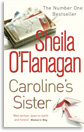 The Number One
Bestseller
Sheila
O'Flanagan
Caroline's
Sister